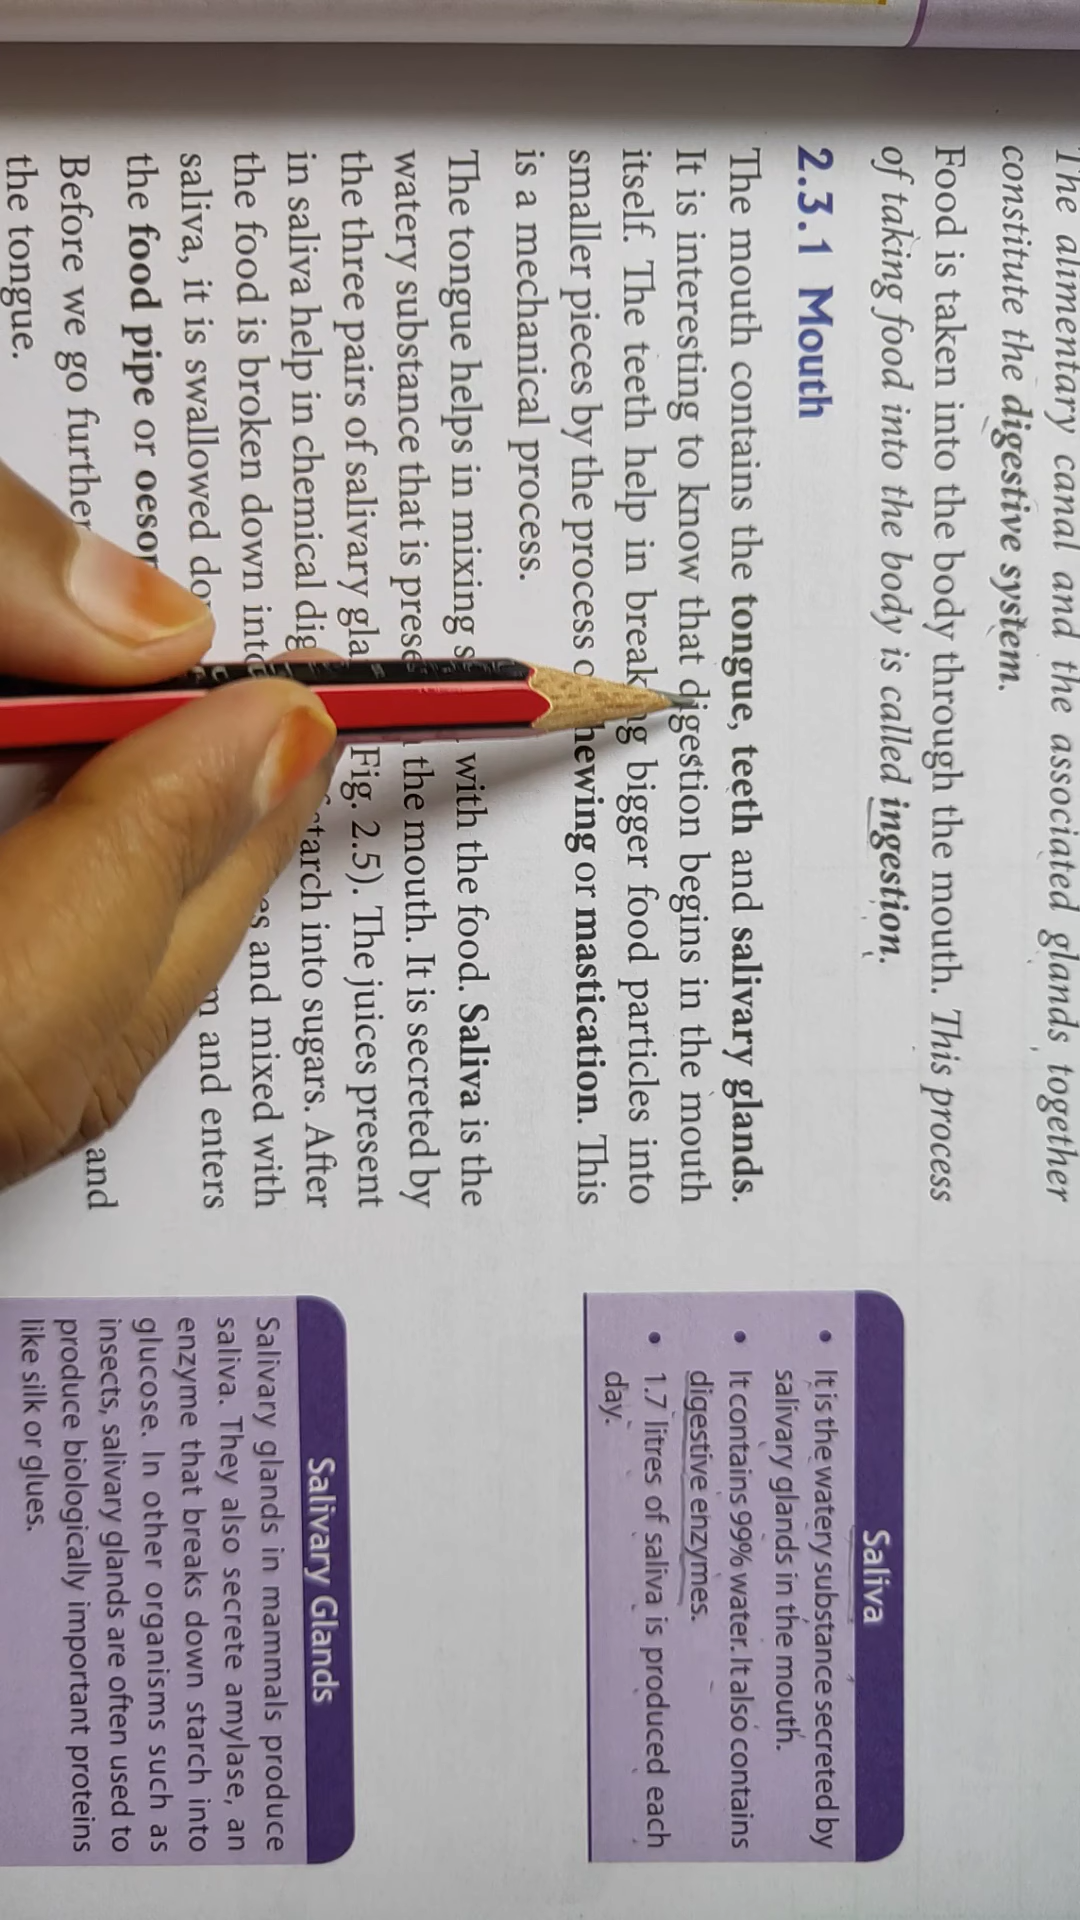 The alimentary canal and the associated glands together
constitute the digestive system.
Food is taken into the body through the mouth. This process
of taking food into the body is called ingestion.
2.3.1 Mouth
The mouth contains the tongue, teeth and salivary glands.
It is interesting to know that digestion begins in the mouth
itself. The teeth help in breaking bigger food particles into
smaller pieces by the process chewing or mastication. This
is a mechanical process.
The tongue helps in mixing with the food. Saliva is the
watery substance that is the mouth. It is secreted by
the three pairs of salivary Fig. 2.5). The juices present
in saliva help in chemical starch into sugars. After
the food is broken down and mixed with
saliva, it is swallowed and enters
the food pipe or
Before we go further and
the tongue.
Saliva
• It is the watery substance secreted by
salivary glands in the mouth.
• It contains 99% water. It also contains
digestive enzymes.
• 1.7 litres of saliva is produced each
day.
Salivary Glands
Salivary glands in mammals produce
saliva. They also secrete amylase, an
enzyme that breaks down starch into
glucose. In other organisms such as
insects, salivary glands are often used to
produce biologically important proteins
like silk or glues.